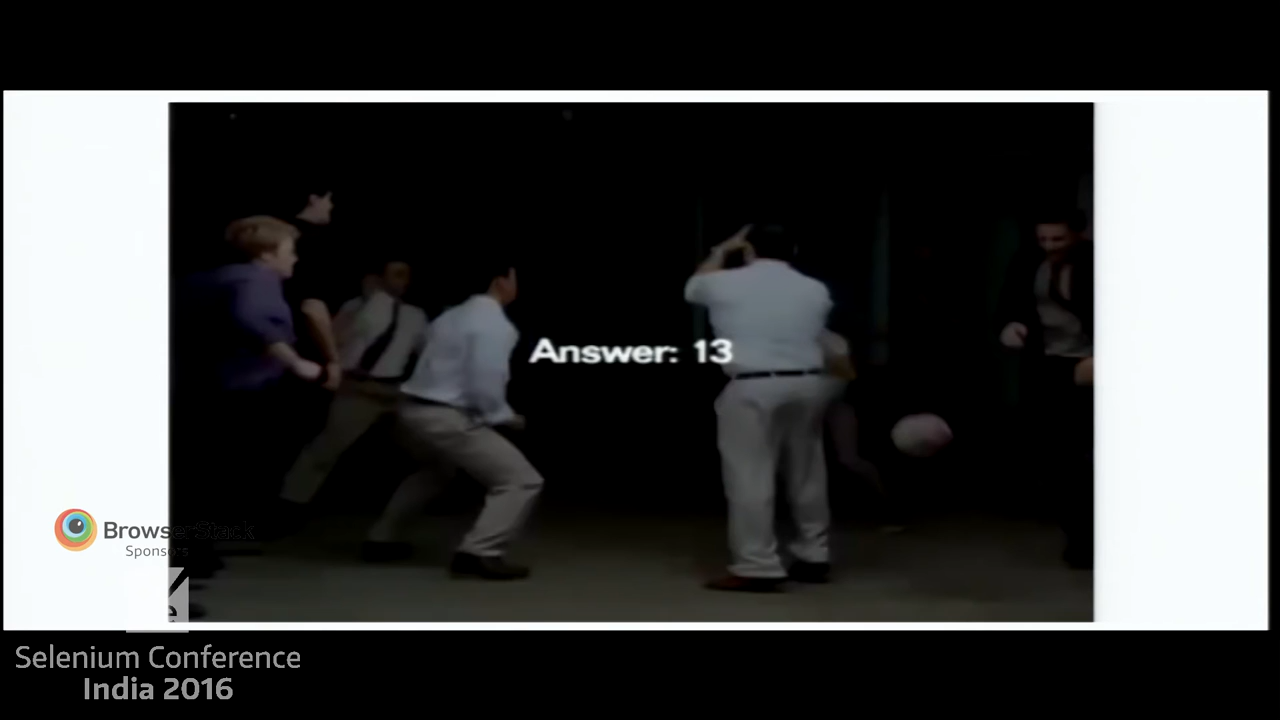 Answer: 13
BrowserStack
Sponsors
e
Selenium Conference
India 2016